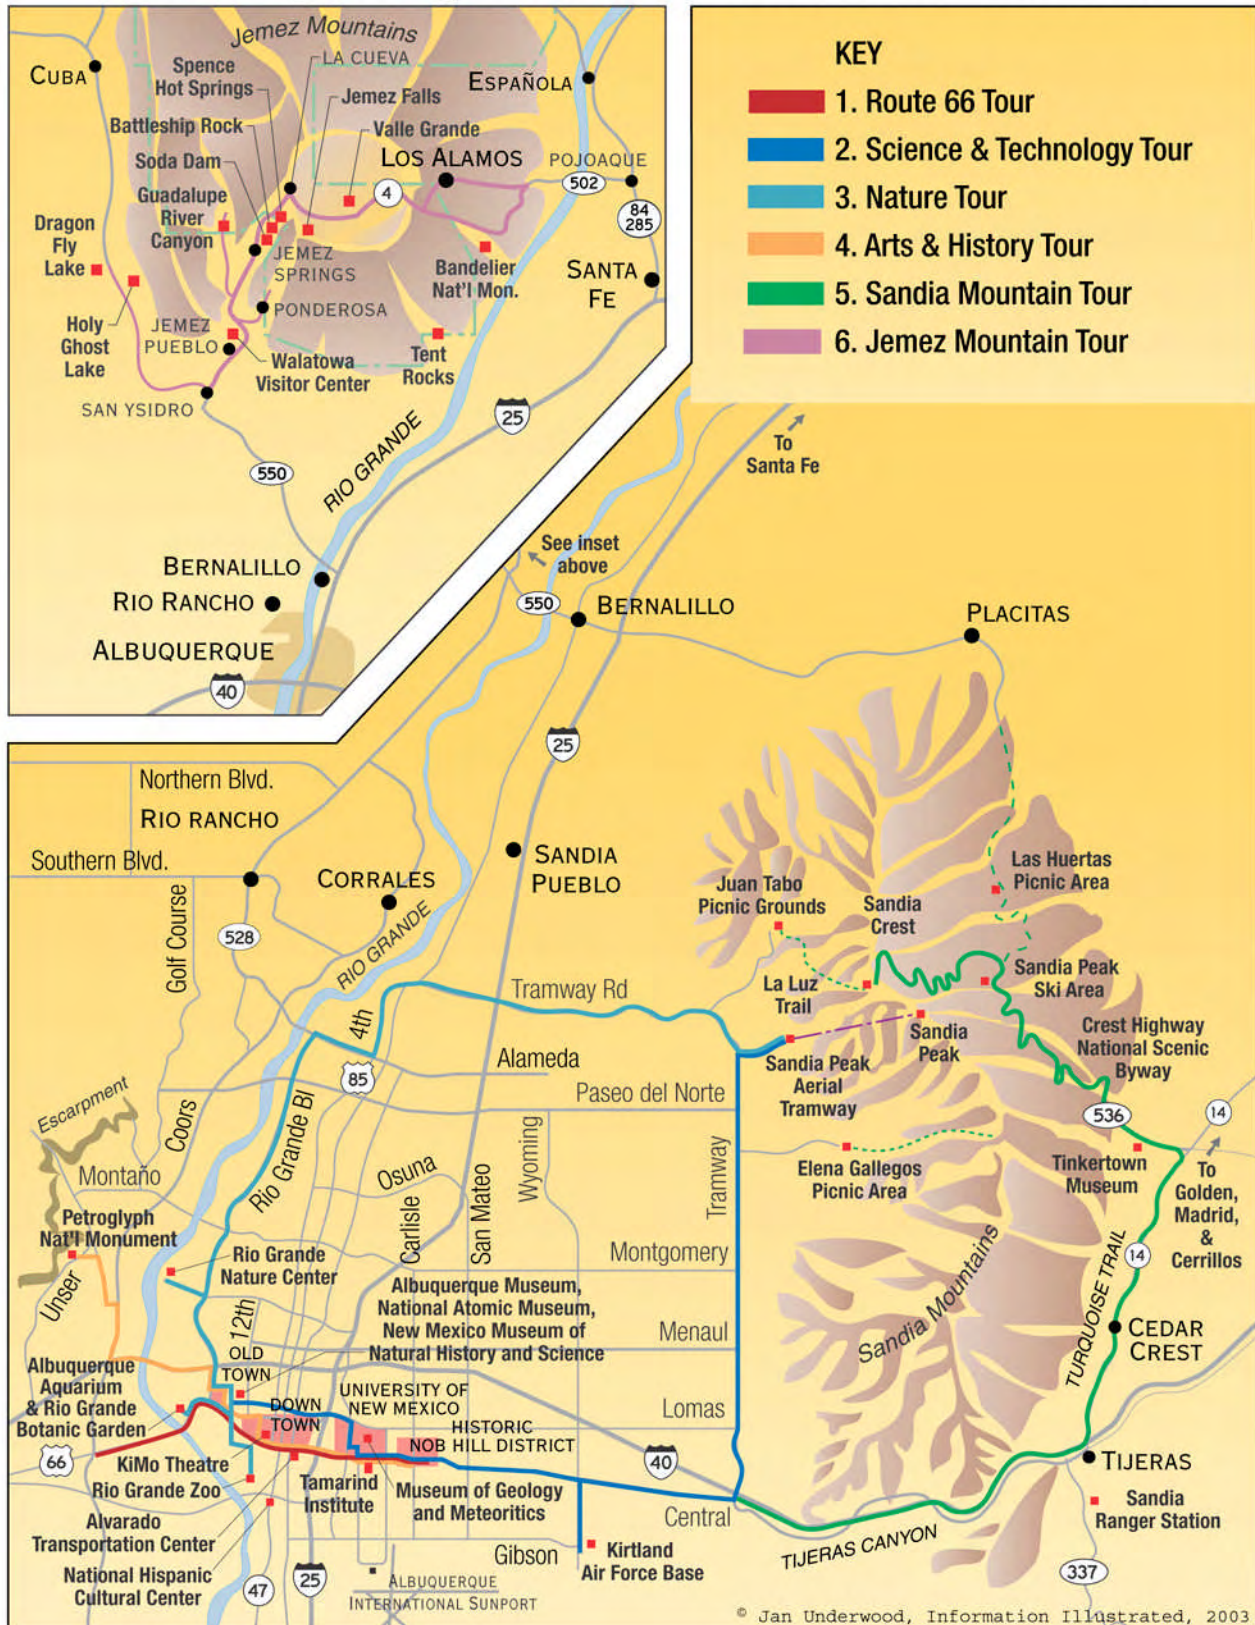 KEY
1. Route 66 Tour
2. Science & Technology Tour
3. Nature Tour
4. Arts & History Tour
5. Sandia Mountain Tour
6. Jemez Mountain Tour
Jemez Mountains
CUBA
Spence
Hot Springs
LA CUEVA
ESPAÑOLA
Jemez Falls
Battleship Rock
Valle Grande
Soda Dam
LOS ALAMOS
POJOAQUE
502
4
84
285
Guadalupe
River
Canyon
Dragon
Fly
Lake
JEMEZ
SPRINGS
Bandelier
Nat'l Mon.
SANTA
FE
Holy
Ghost
Lake
PONDEROSA
JEMEZ
PUEBLO
Walatowa
Visitor Center
Tent
Rocks
SAN YSIDRO
25
550
RIO GRANDE
BERNALILLO
RIO RANCHO
ALBUQUERQUE
40
To
Santa Fe
See inset
above
550
BERNALILLO
PLACITAS
25
Northern Blvd.
RIO RANCHO
Southern Blvd.
CORRALES
SANDIA
PUEBLO
Golf Course
528
RIO GRANDE
Las Huertas
Picnic Area
Juan Tabo
Picnic Grounds
Sandia
Crest
La Luz
Trail
Sandia Peak
Ski Area
Tramway Rd
4th
Sandia
Peak
Crest Highway
National Scenic
Byway
Sandia Peak
Aerial
Tramway
Alameda
85
Paseo del Norte
Escarpment
Coors
536
14
Montaño
Rio Grande Bl
Osuna
Wyoming
Tramway
Elena Gallegos
Picnic Area
Tinkertown
Museum
To
Golden,
Madrid,
&
Cerrillos
Petroglyph
Nat'l Monument
Carlisle
San Mateo
Rio Grande
Nature Center
Montgomery
14
Unser
12th
Albuquerque Museum,
National Atomic Museum,
New Mexico Museum of
Natural History and Science
Sandia Mountains
TURQUOISE TRAIL
Menaul
CEDAR
CREST
OLD
TOWN
Albuquerque
Aquarium
& Rio Grande
Botanic Garden
DOWN
TOWN
UNIVERSITY OF
NEW MEXICO
HISTORIC
NOB HILL DISTRICT
Lomas
66
40
TIJERAS
KiMo Theatre
Rio Grande Zoo
Tamarind
Institute
Museum of Geology
and Meteoritics
Central
Sandia
Ranger Station
Alvarado
Transportation Center
Gibson
Kirtland
Air Force Base
TIJERAS CANYON
National Hispanic
Cultural Center
47
25
ALBUQUERQUE
INTERNATIONAL SUNPORT
337
© Jan Underwood, Information Illustrated, 2003